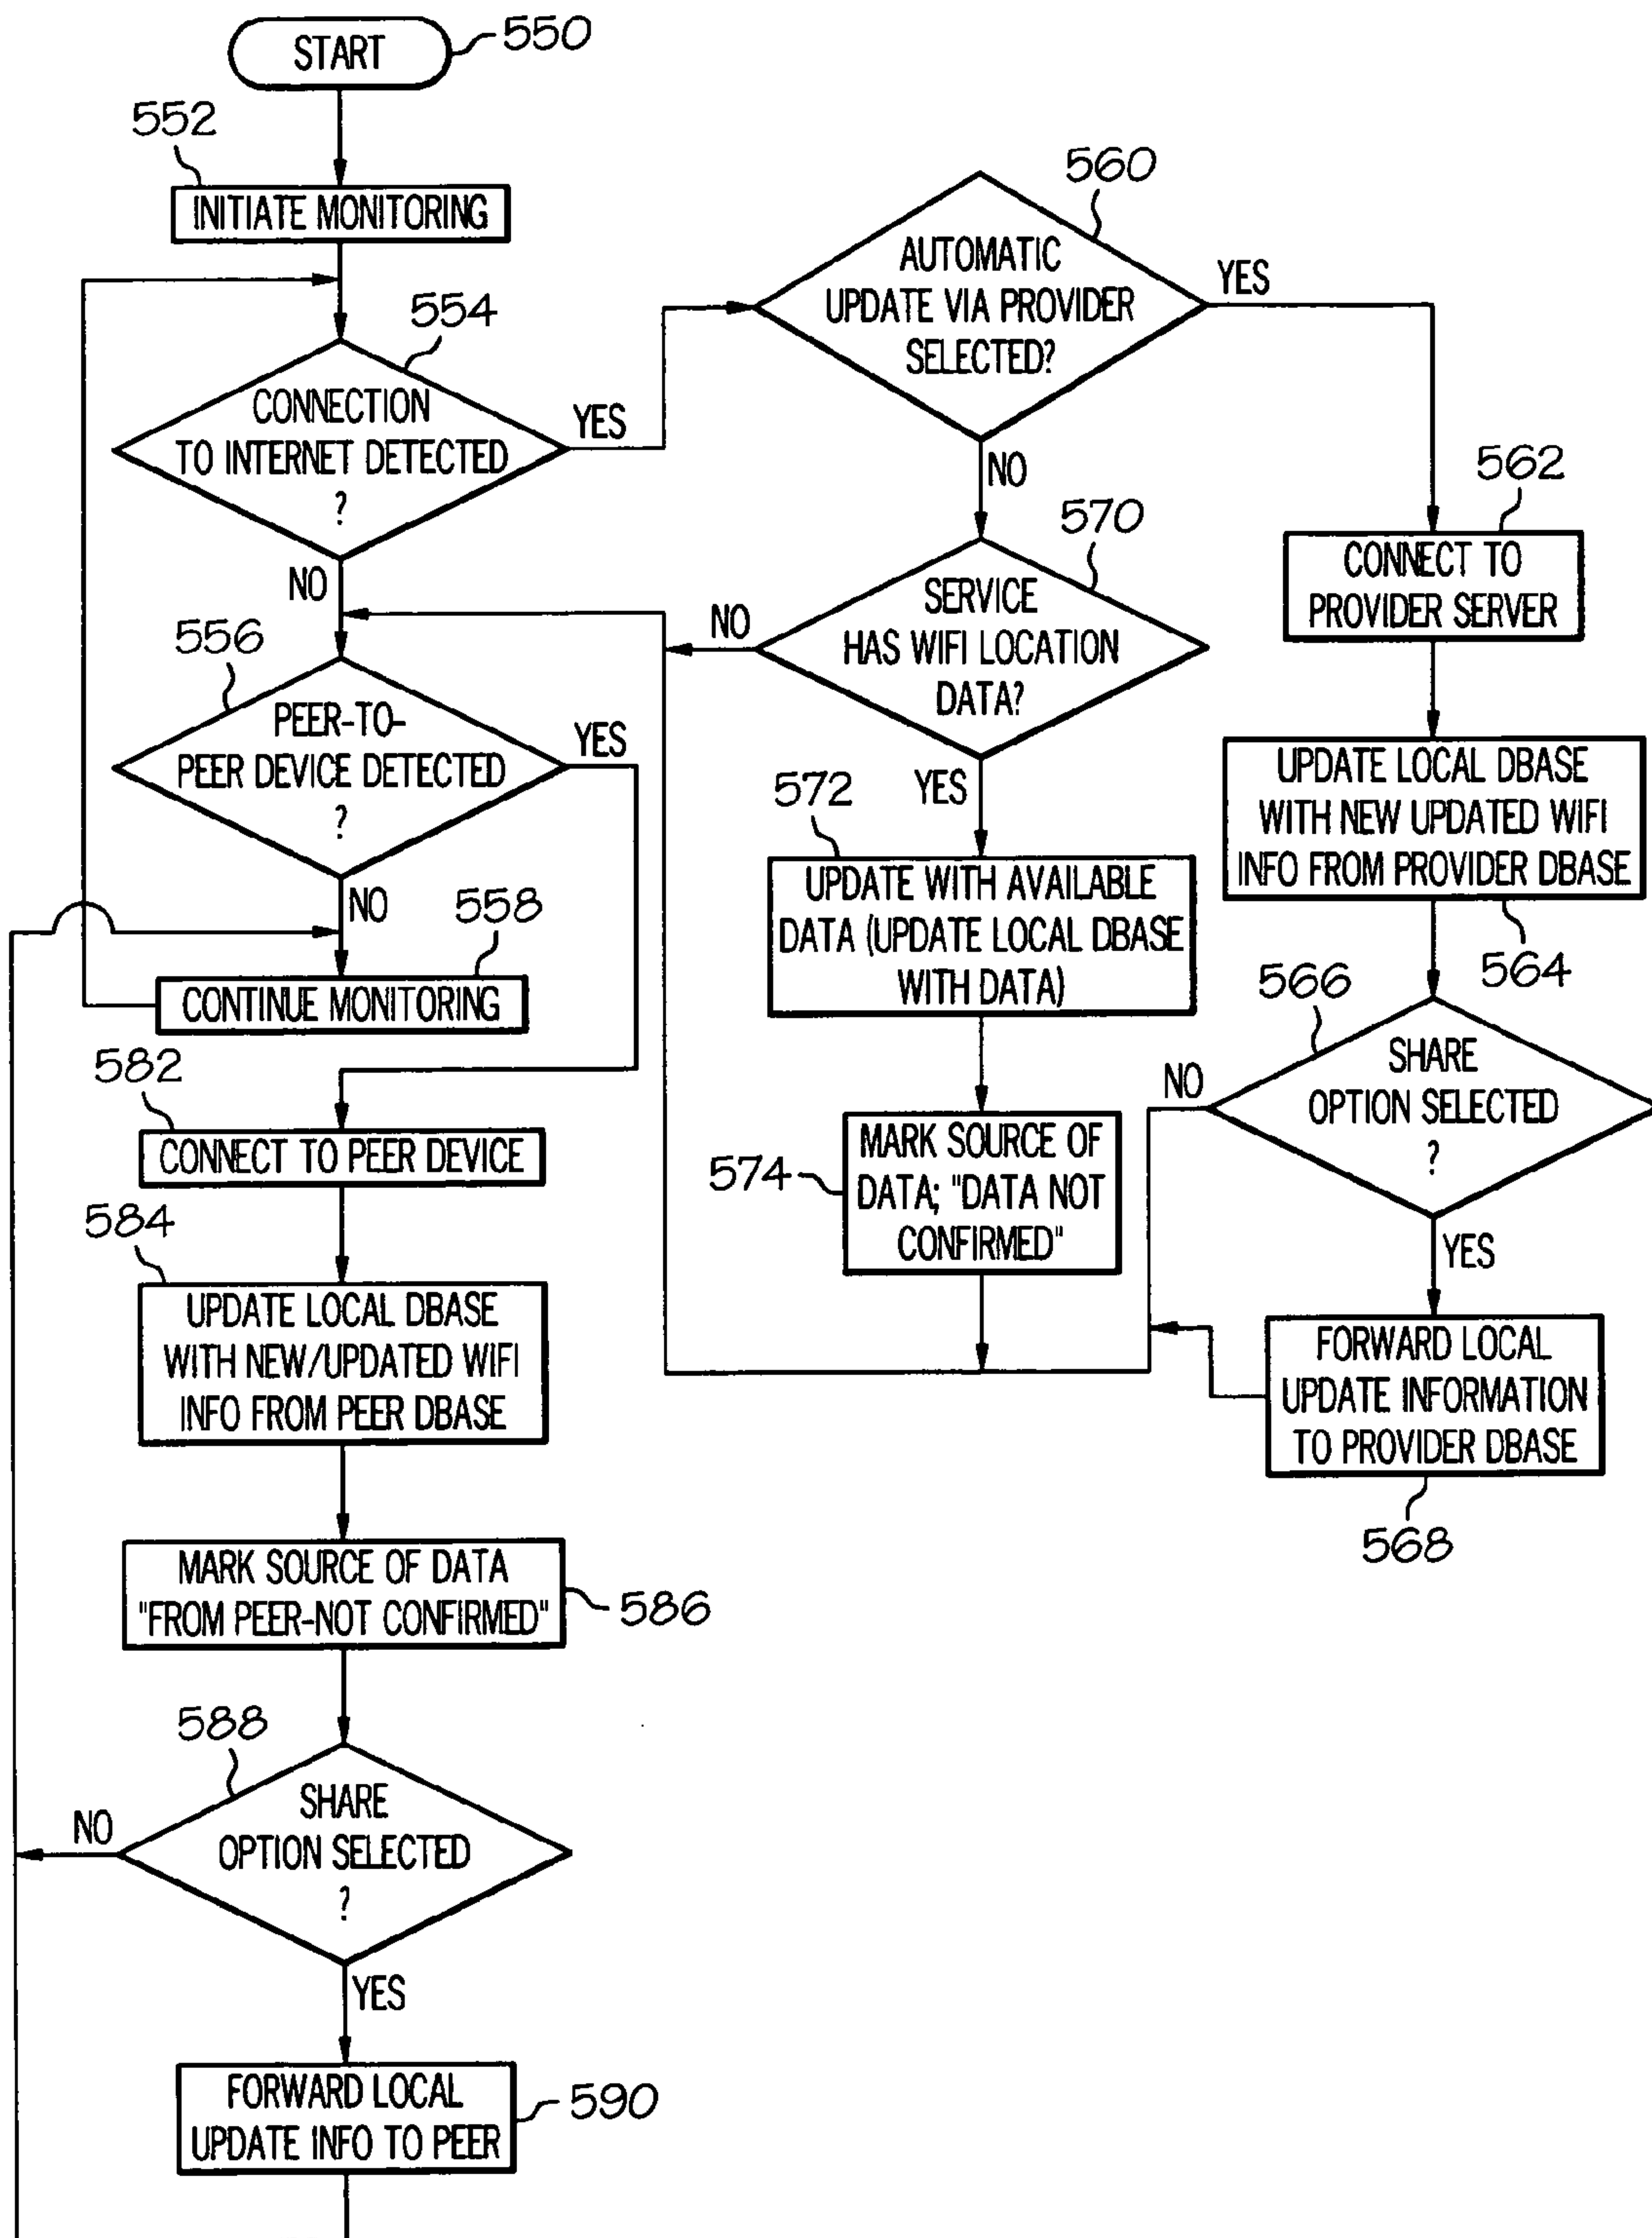 START
550
552
INITIATE MONITORING
554
CONNECTION
TO INTERNET DETECTED
?
YES
NO
556
PEER-TO-
PEER DEVICE DETECTED
?
YES
NO
558
CONTINUE MONITORING
560
AUTOMATIC
UPDATE VIA PROVIDER
SELECTED?
YES
NO
562
CONNECT TO
PROVIDER SERVER
UPDATE LOCAL DBASE
WITH NEW UPDATED WIFI
INFO FROM PROVIDER DBASE
564
566
SHARE
OPTION SELECTED
?
NO
YES
FORWARD LOCAL
UPDATE INFORMATION
TO PROVIDER DBASE
568
570
SERVICE
HAS WIFI LOCATION
DATA?
NO
YES
572
UPDATE WITH AVAILABLE
DATA (UPDATE LOCAL DBASE
WITH DATA)
574
MARK SOURCE OF
DATA; "DATA NOT
CONFIRMED"
582
CONNECT TO PEER DEVICE
584
UPDATE LOCAL DBASE
WITH NEW/UPDATED WIFI
INFO FROM PEER DBASE
MARK SOURCE OF DATA
"FROM PEER-NOT CONFIRMED"
586
588
SHARE
OPTION SELECTED
?
NO
YES
FORWARD LOCAL
UPDATE INFO TO PEER
590